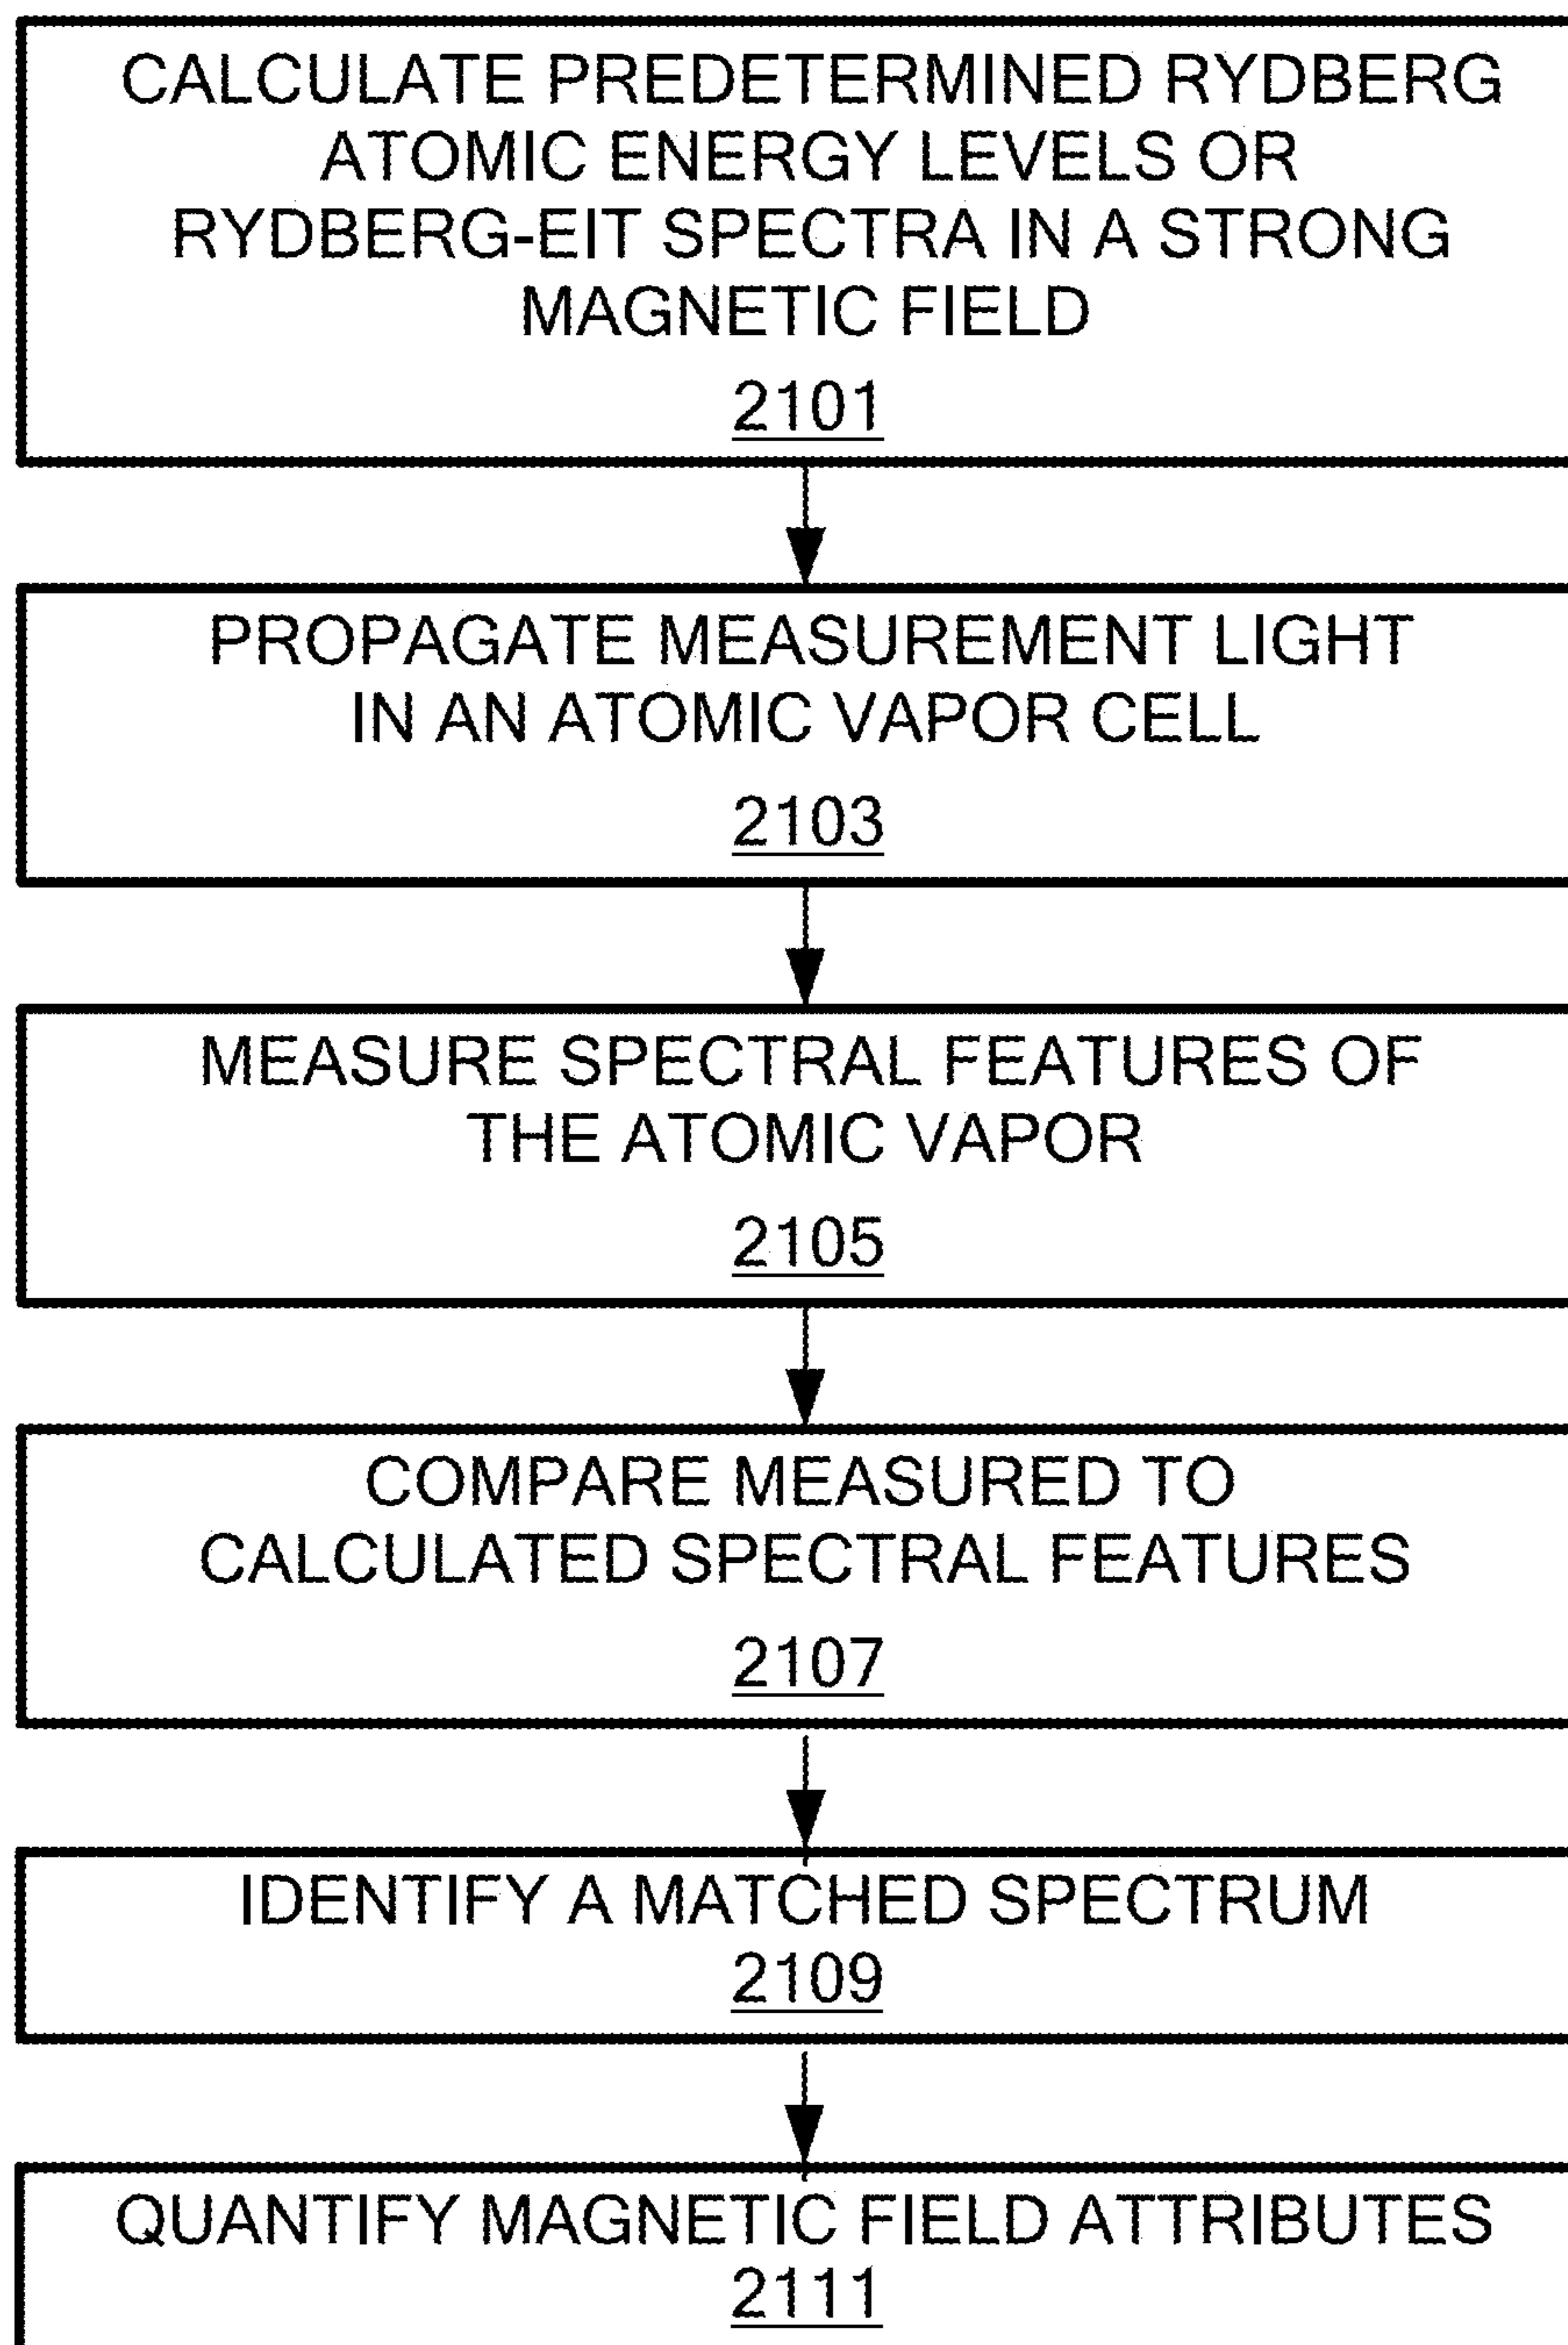 CALCULATE PREDETERMINED RYDBERG
ATOMIC ENERGY LEVELS OR
RYDBERG-EIT SPECTRA IN A STRONG
MAGNETIC FIELD
2101
PROPAGATE MEASUREMENT LIGHT
IN AN ATOMIC VAPOR CELL
2103
MEASURE SPECTRAL FEATURES OF
THE ATOMIC VAPOR
2105
COMPARE MEASURED TO
CALCULATED SPECTRAL FEATURES
2107
IDENTIFY A MATCHED SPECTRUM
2109
QUANTIFY MAGNETIC FIELD ATTRIBUTES
2111